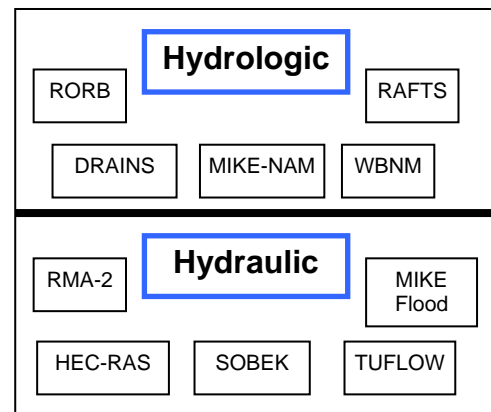 Hydrologic
RORB
RAFTS
DRAINS
MIKE-NAM
WBNM
Hydraulic
RMA-2
MIKE
Flood
HEC-RAS
SOBEK
TUFLOW